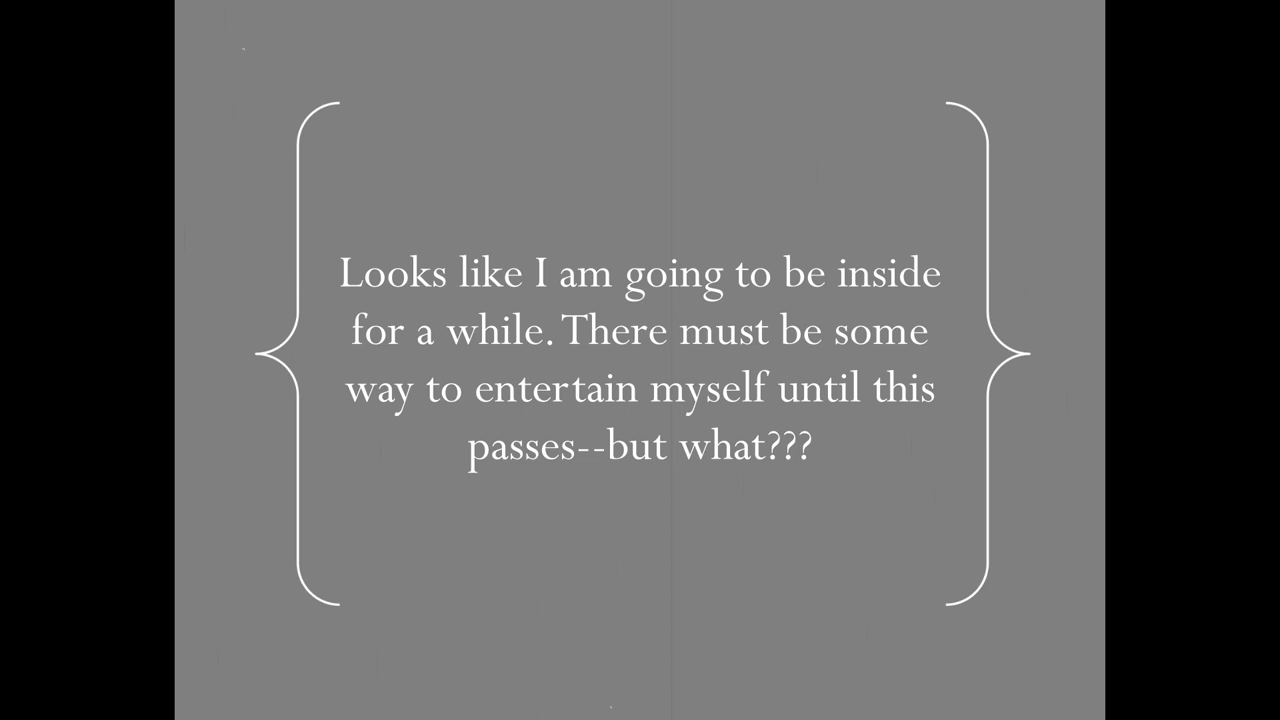 Looks like I am going to be inside
for a while. There must be some
way to entertain myself until this
passes--but what???